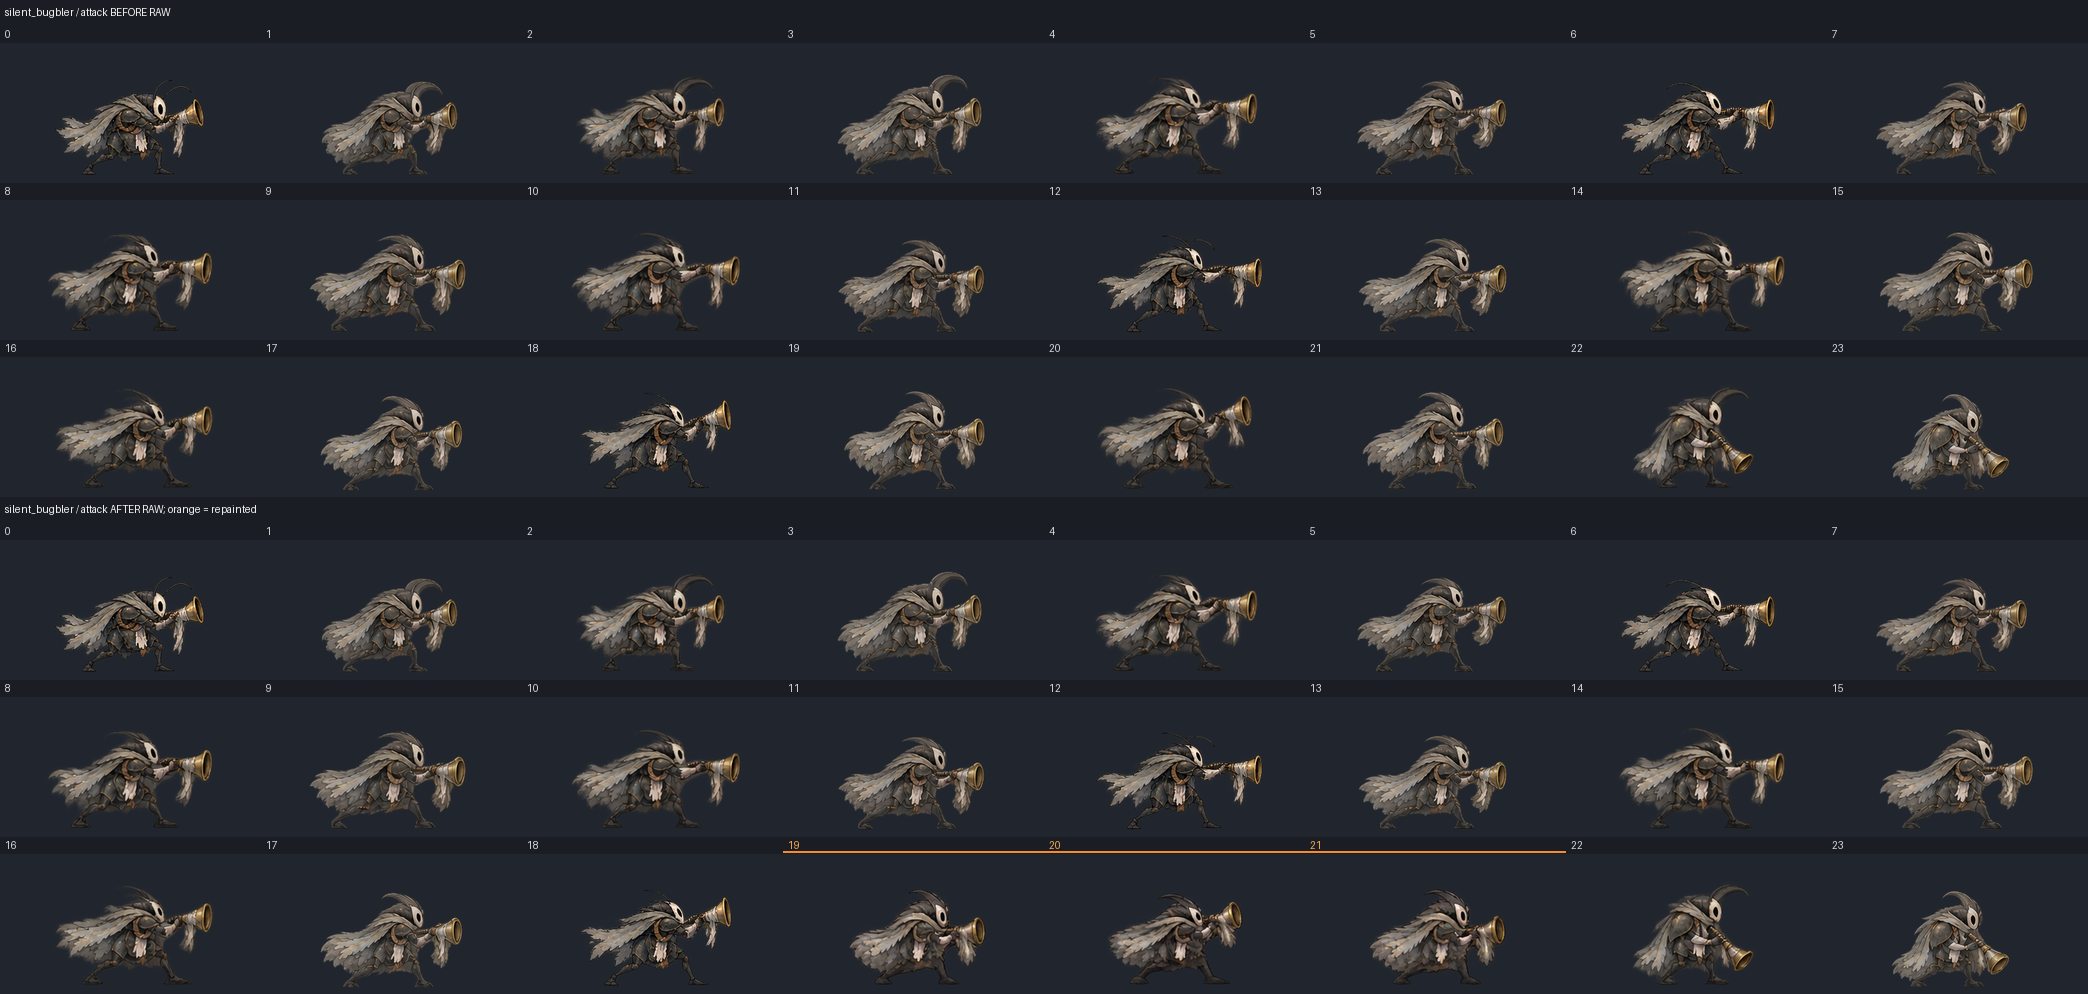 silent_bugbler / attack BEFORE RAW
0 1 2 3 4 5 6 7
8 9 10 11 12 13 14 15
16 17 18 19 20 21 22 23
silent_bugbler / attack AFTER RAW; orange = repainted
0 1 2 3 4 5 6 7
8 9 10 11 12 13 14 15
16 17 18 19 20 21 22 23